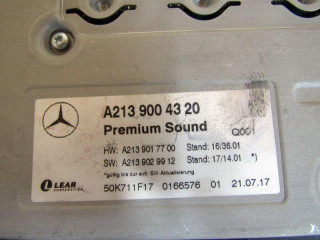 A213 900 43 20
Premium Sound Q001
HW: A213 901 77 00 Stand: 16/36.01
SW: A213 902 99 12 Stand: 17/14.01 *)
*gültig bis zur evtl. SW Aktualisierung
LEAR
CORPORATION
50K711F17 0166576 01 21.07.17